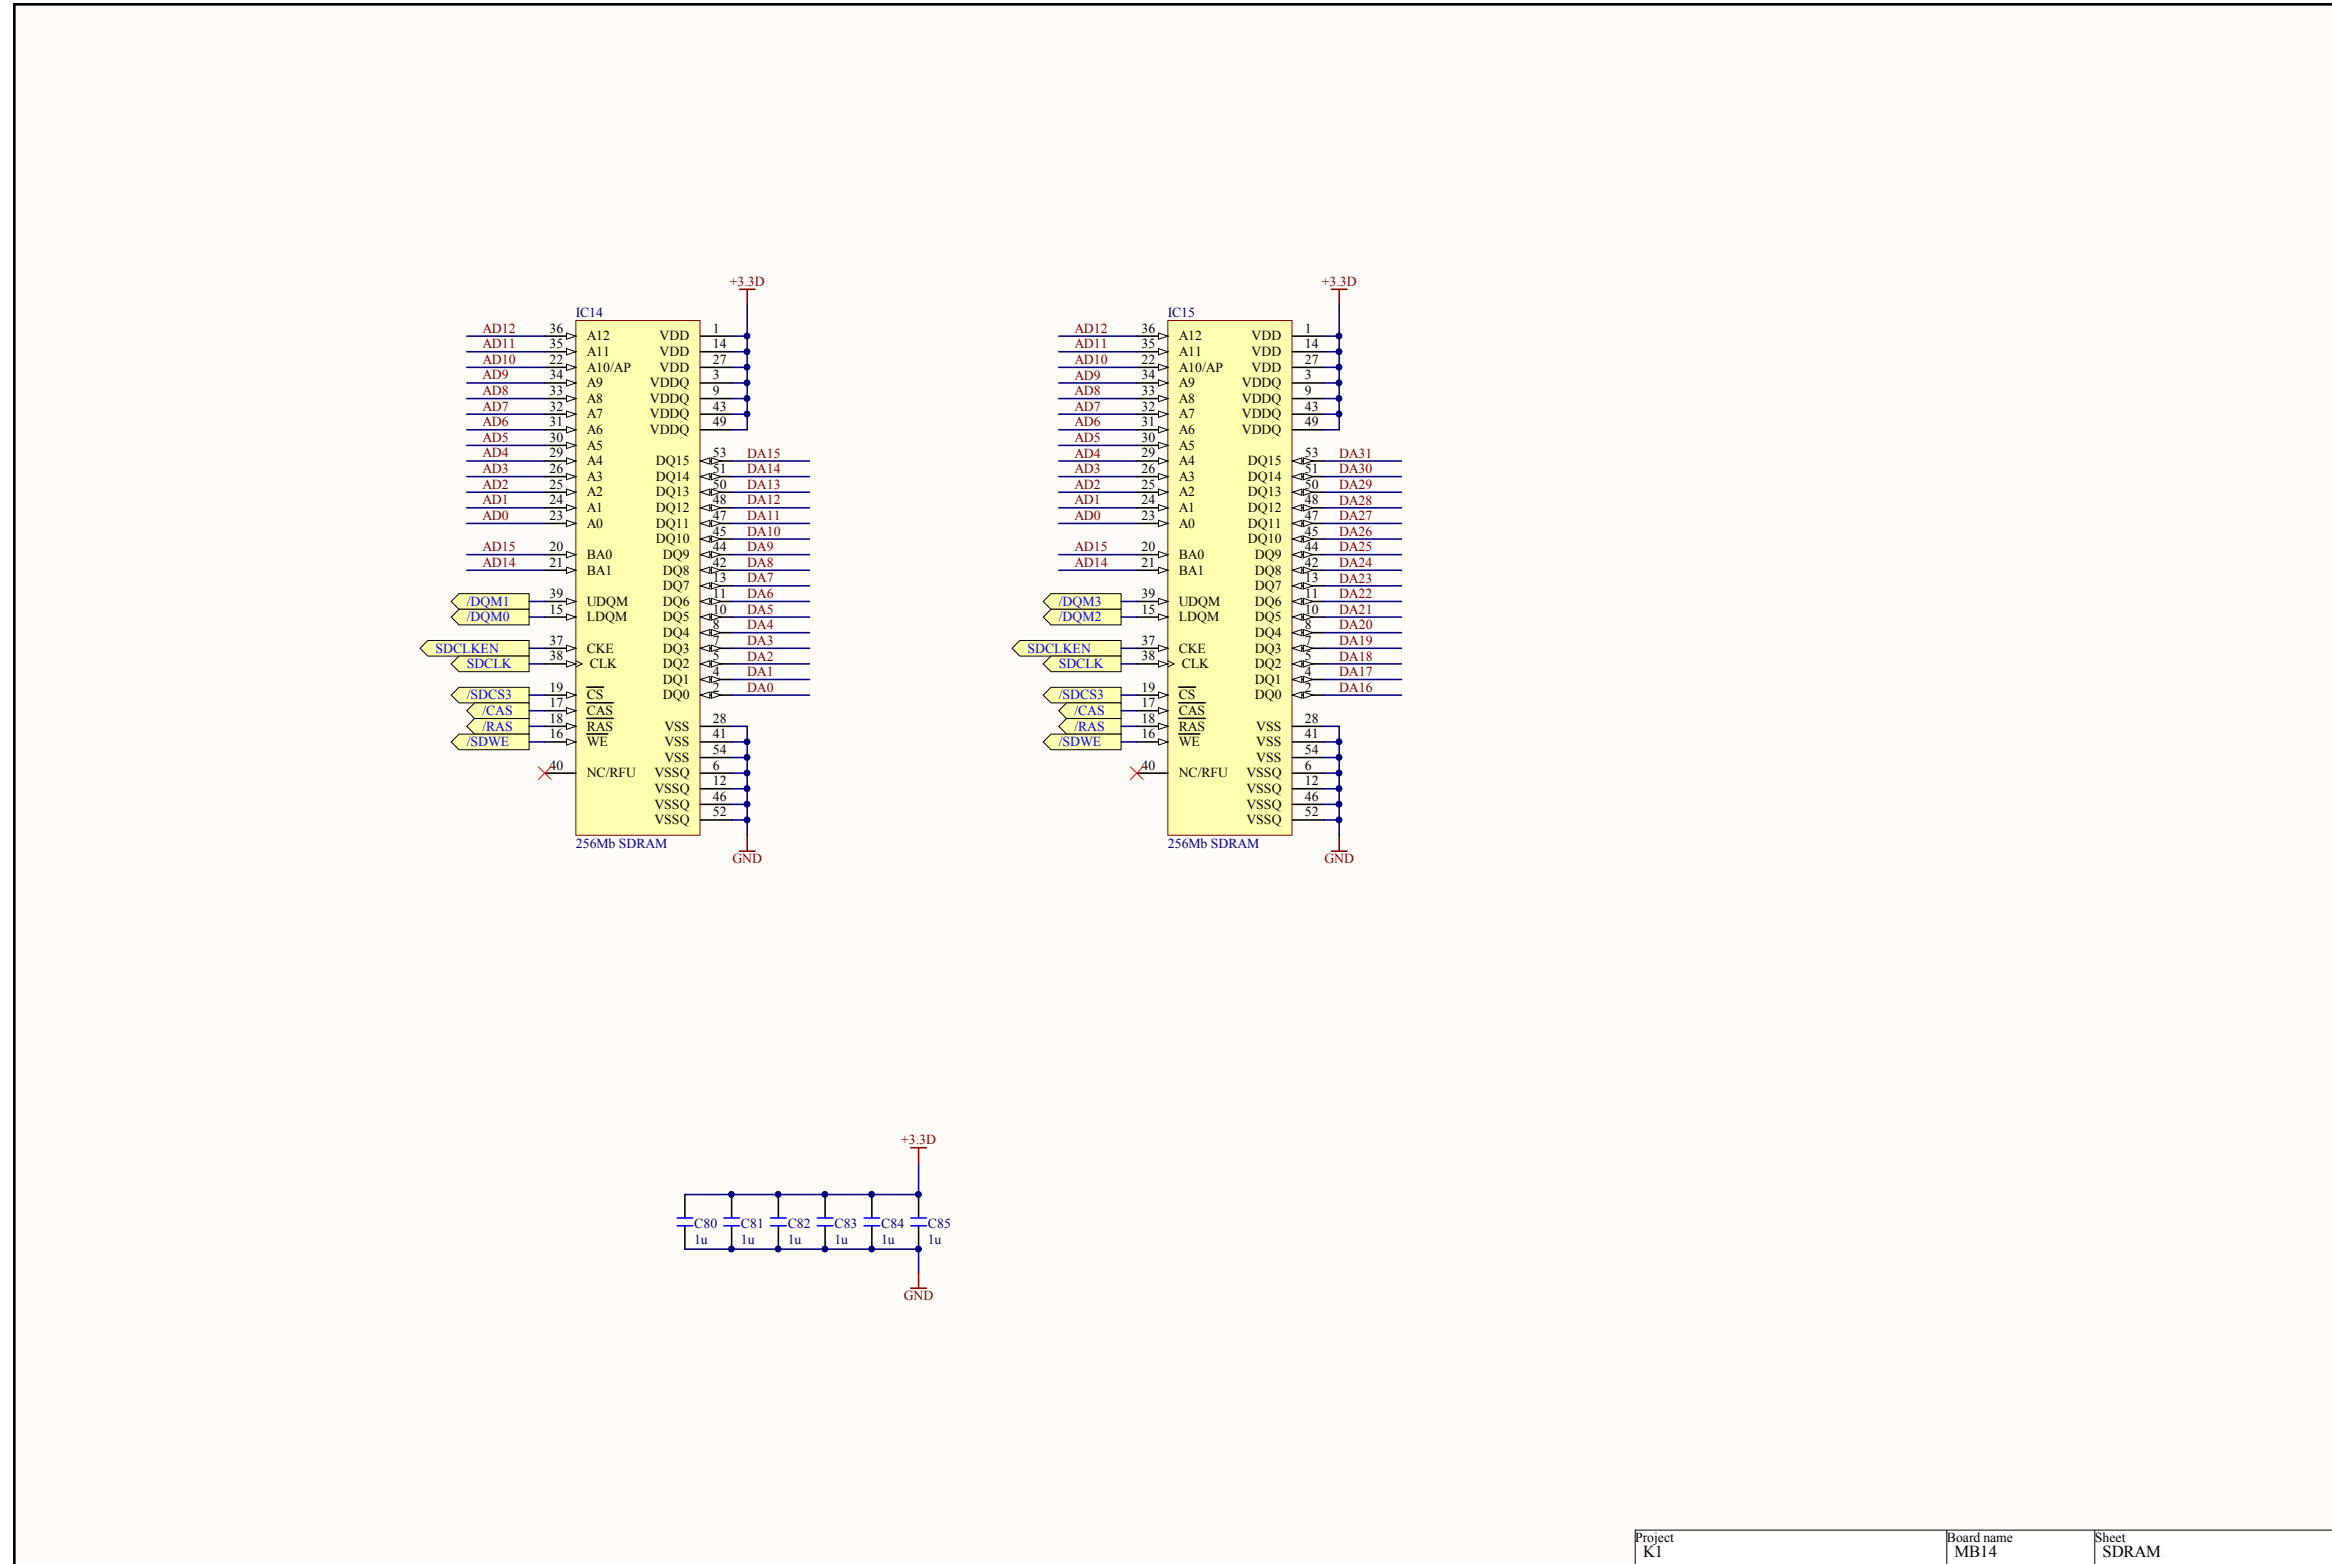 +3.3D +3.3D
IC14 IC15
AD12 36 A12 VDD 1 AD12 36 A12 VDD 1
AD11 35 A11 VDD 14 AD11 35 A11 VDD 14
AD10 22 A10/AP VDD 27 AD10 22 A10/AP VDD 27
AD9 34 A9 VDDQ 3 AD9 34 A9 VDDQ 3
AD8 33 A8 VDDQ 9 AD8 33 A8 VDDQ 9
AD7 32 A7 VDDQ 43 AD7 32 A7 VDDQ 43
AD6 31 A6 VDDQ 49 AD6 31 A6 VDDQ 49
AD5 30 A5 AD5 30 A5
AD4 29 A4 DQ15 53 DA15 AD4 29 A4 DQ15 53 DA31
AD3 26 A3 DQ14 51 DA14 AD3 26 A3 DQ14 51 DA30
AD2 25 A2 DQ13 50 DA13 AD2 25 A2 DQ13 50 DA29
AD1 24 A1 DQ12 48 DA12 AD1 24 A1 DQ12 48 DA28
AD0 23 A0 DQ11 47 DA11 AD0 23 A0 DQ11 47 DA27
DQ10 45 DA10 DQ10 45 DA26
AD15 20 BA0 DQ9 44 DA9 AD15 20 BA0 DQ9 44 DA25
AD14 21 BA1 DQ8 42 DA8 AD14 21 BA1 DQ8 42 DA24
DQ7 13 DA7 DQ7 13 DA23
/DQM1 39 UDQM DQ6 11 DA6 /DQM3 39 UDQM DQ6 11 DA22
/DQM0 15 LDQM DQ5 10 DA5 /DQM2 15 LDQM DQ5 10 DA21
DQ4 8 DA4 DQ4 8 DA20
SDCLKEN 37 CKE DQ3 7 DA3 SDCLKEN 37 CKE DQ3 7 DA19
SDCLK 38 CLK DQ2 5 DA2 SDCLK 38 CLK DQ2 5 DA18
DQ1 4 DA1 DQ1 4 DA17
/SDCS3 19 CS DQ0 2 DA0 /SDCS3 19 CS DQ0 2 DA16
/CAS 17 CAS /CAS 17 CAS
/RAS 18 RAS VSS 28 /RAS 18 RAS VSS 28
/SDWE 16 WE VSS 41 /SDWE 16 WE VSS 41
VSS 54 VSS 54
40 NC/RFU VSSQ 6 40 NC/RFU VSSQ 6
VSSQ 12 VSSQ 12
VSSQ 46 VSSQ 46
VSSQ 52 VSSQ 52
256Mb SDRAM 256Mb SDRAM
GND GND
+3.3D
C80 C81 C82 C83 C84 C85
1u 1u 1u 1u 1u 1u
GND
Project Board name Sheet
K1 MB14 SDRAM